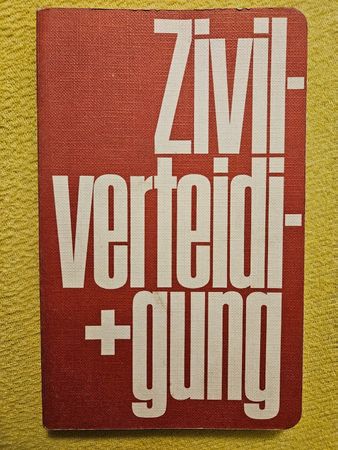 Zivil-
verteidi-
+gung